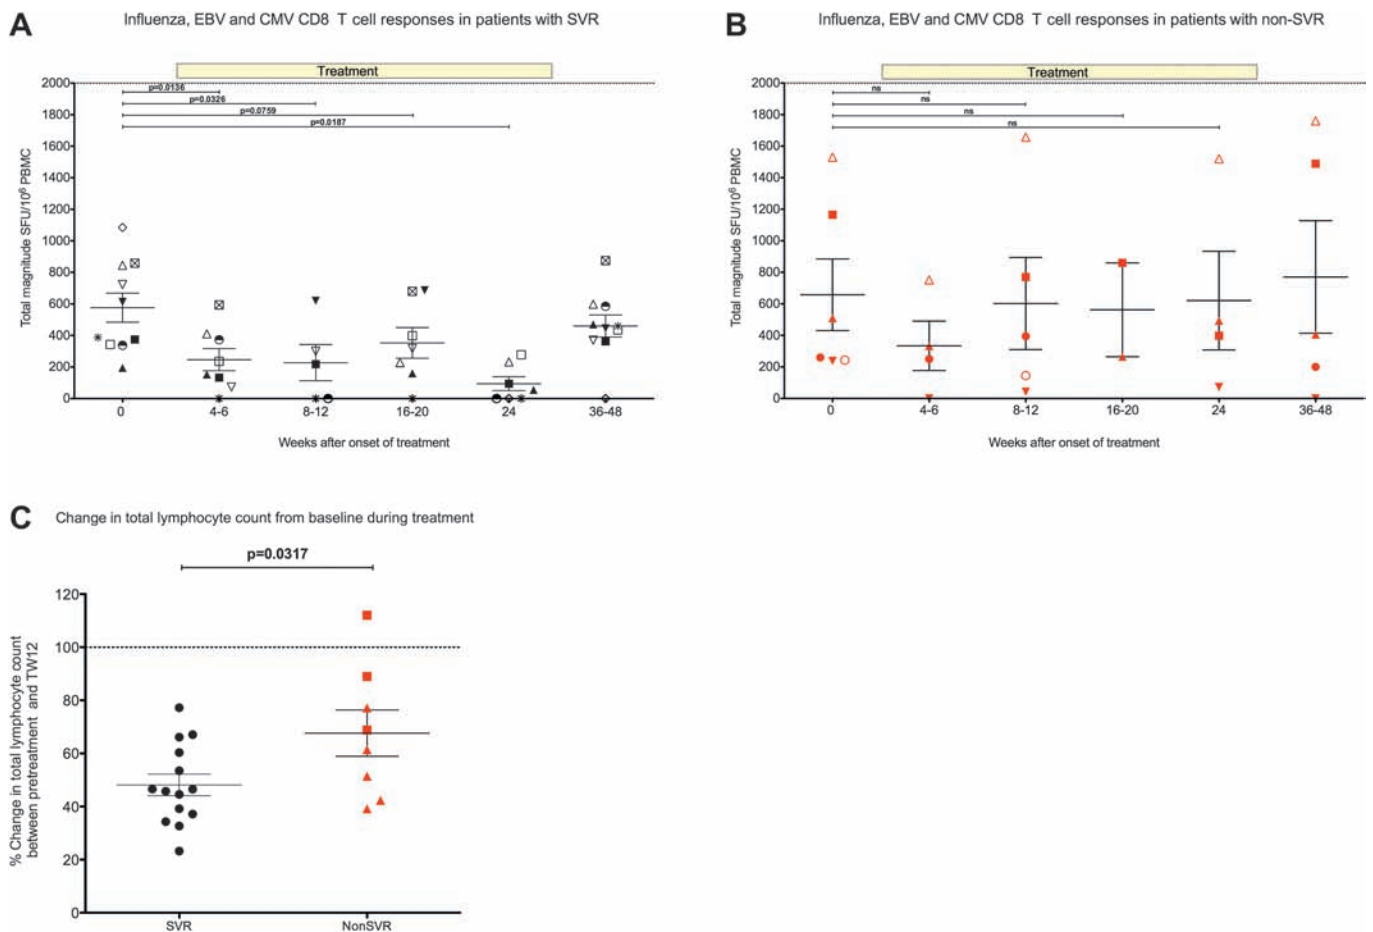 A
Influenza, EBV and CMV CD8 T cell responses in patients with SVR
Treatment
p=0.0136
p=0.0326
p=0.0759
p=0.0187
Total magnitude SFU/10⁶ PBMC
2000
1800
1600
1400
1200
1000
800
600
400
200
0
0 4-6 8-12 16-20 24 36-48
Weeks after onset of treatment
B
Influenza, EBV and CMV CD8 T cell responses in patients with non-SVR
Treatment
ns
ns
ns
ns
Total magnitude SFU/10⁶ PBMC
2000
1800
1600
1400
1200
1000
800
600
400
200
0
0 4-6 8-12 16-20 24 36-48
Weeks after onset of treatment
C
Change in total lymphocyte count from baseline during treatment
p=0.0317
% Change in total lymphocyte count
between pretreatment and TW12
120
100
80
60
40
20
0
SVR NonSVR